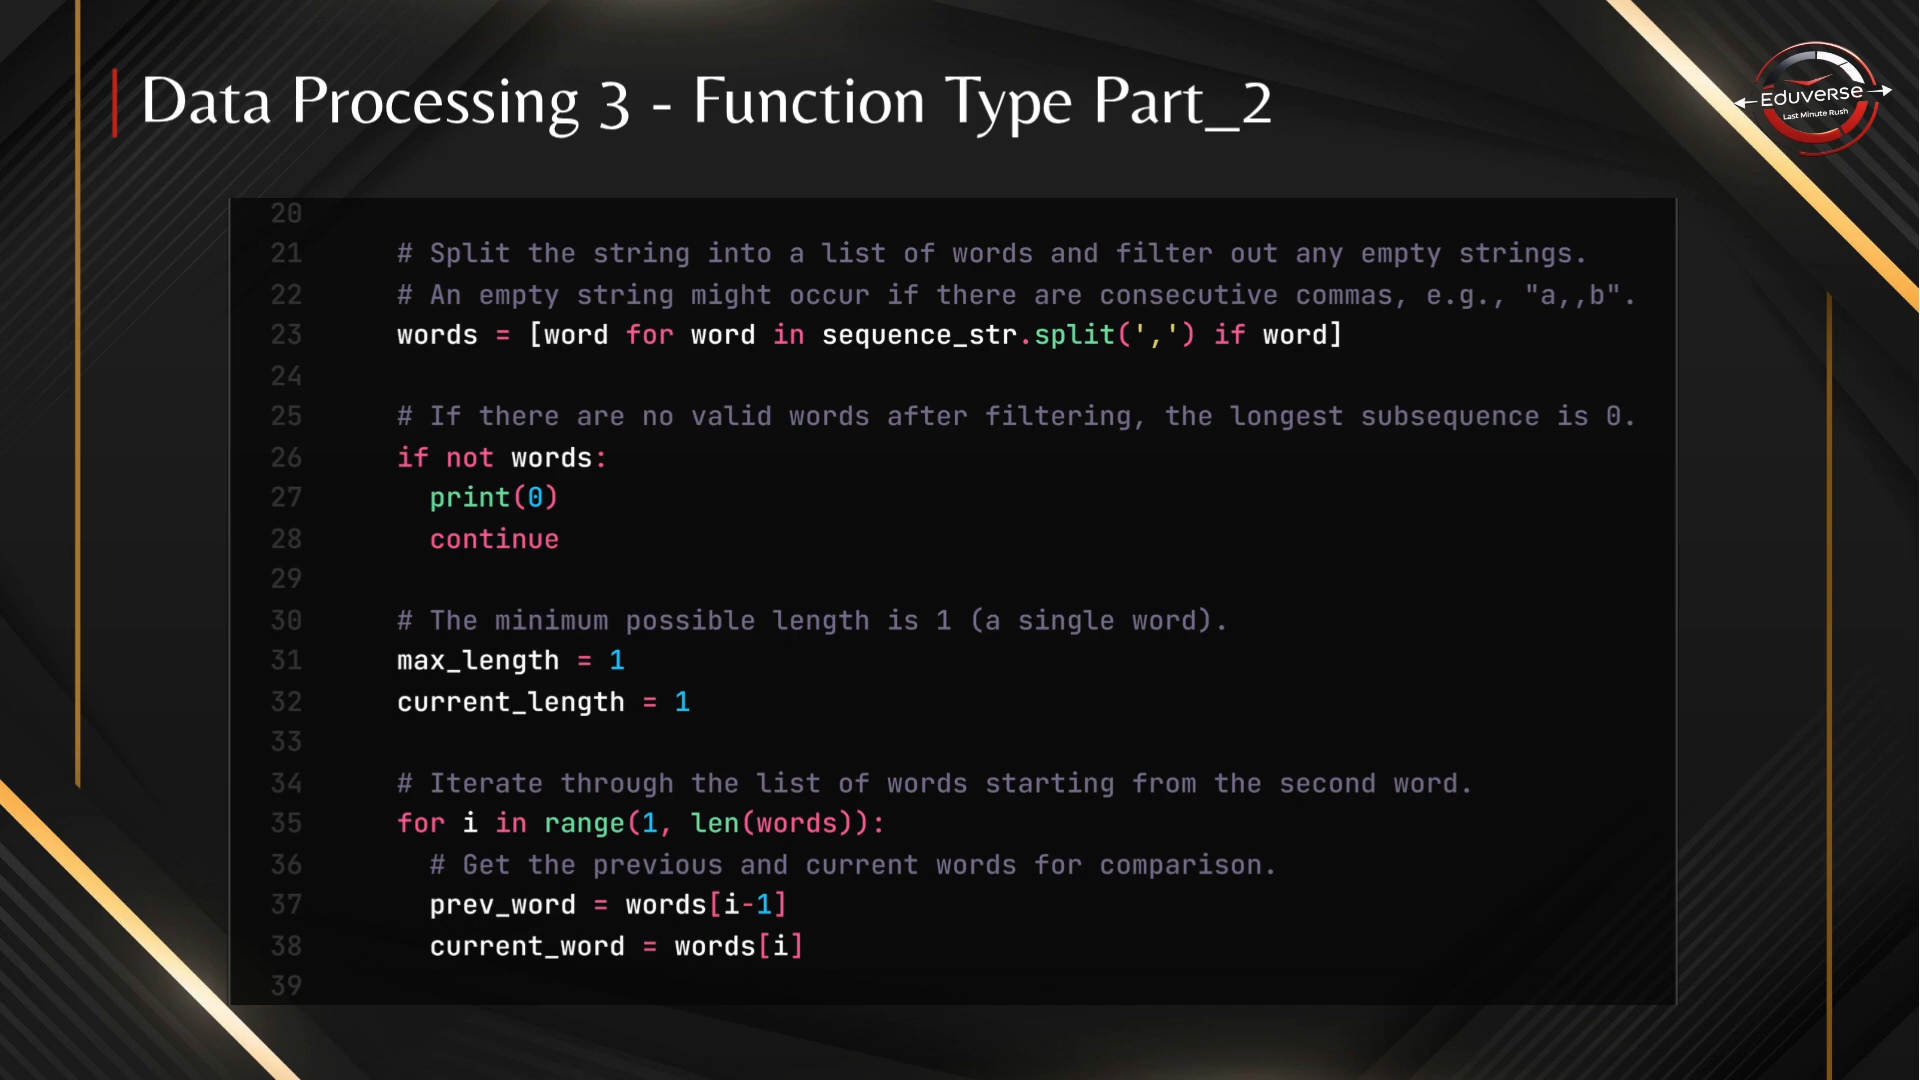 Data Processing 3 - Function Type Part_2
EDUVERSE
Last Minute Rush
20
21 # Split the string into a list of words and filter out any empty strings.
22 # An empty string might occur if there are consecutive commas, e.g., "a,,b".
23 words = [word for word in sequence_str.split(',') if word]
24
25 # If there are no valid words after filtering, the longest subsequence is 0.
26 if not words:
27 print(0)
28 continue
29
30 # The minimum possible length is 1 (a single word).
31 max_length = 1
32 current_length = 1
33
34 # Iterate through the list of words starting from the second word.
35 for i in range(1, len(words)):
36 # Get the previous and current words for comparison.
37 prev_word = words[i-1]
38 current_word = words[i]
39